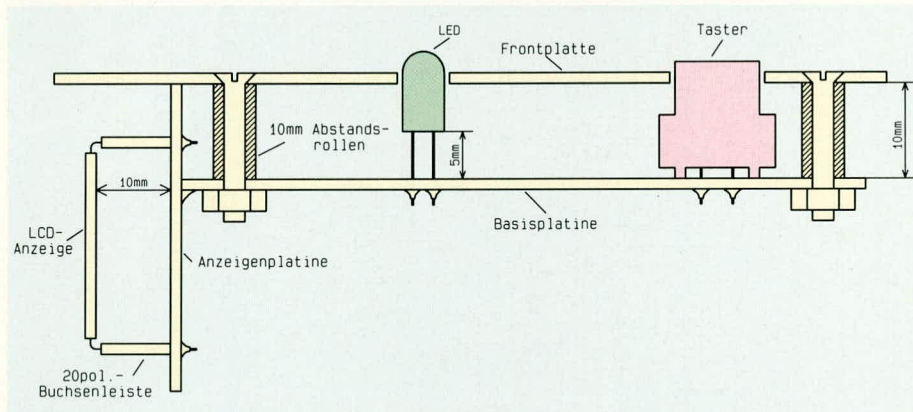 LED
Taster
Frontplatte
10mm Abstands-
rollen
5mm
10mm
10mm
LCD-
Anzeige
Anzeigenplatine
Basisplatine
20pol.-
Buchsenleiste